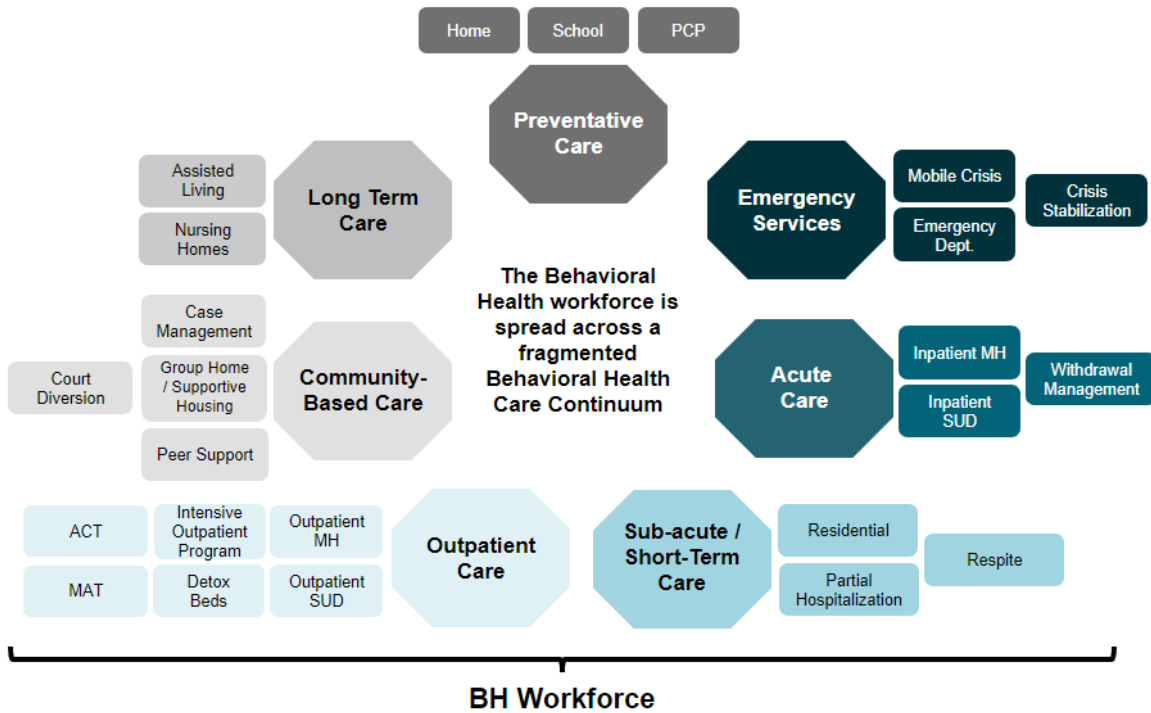 Home
School
PCP
Preventative
Care
Assisted
Living
Nursing
Homes
Long Term
Care
Emergency
Services
Mobile Crisis
Emergency
Dept.
Crisis
Stabilization
The Behavioral
Health workforce is
spread across a
fragmented
Behavioral Health
Care Continuum
Court
Diversion
Case
Management
Group Home
/ Supportive
Housing
Peer Support
Community-
Based Care
Acute
Care
Inpatient MH
Inpatient
SUD
Withdrawal
Management
ACT
Intensive
Outpatient
Program
Outpatient
MH
MAT
Detox
Beds
Outpatient
SUD
Outpatient
Care
Sub-acute /
Short-Term
Care
Residential
Partial
Hospitalization
Respite
BH Workforce